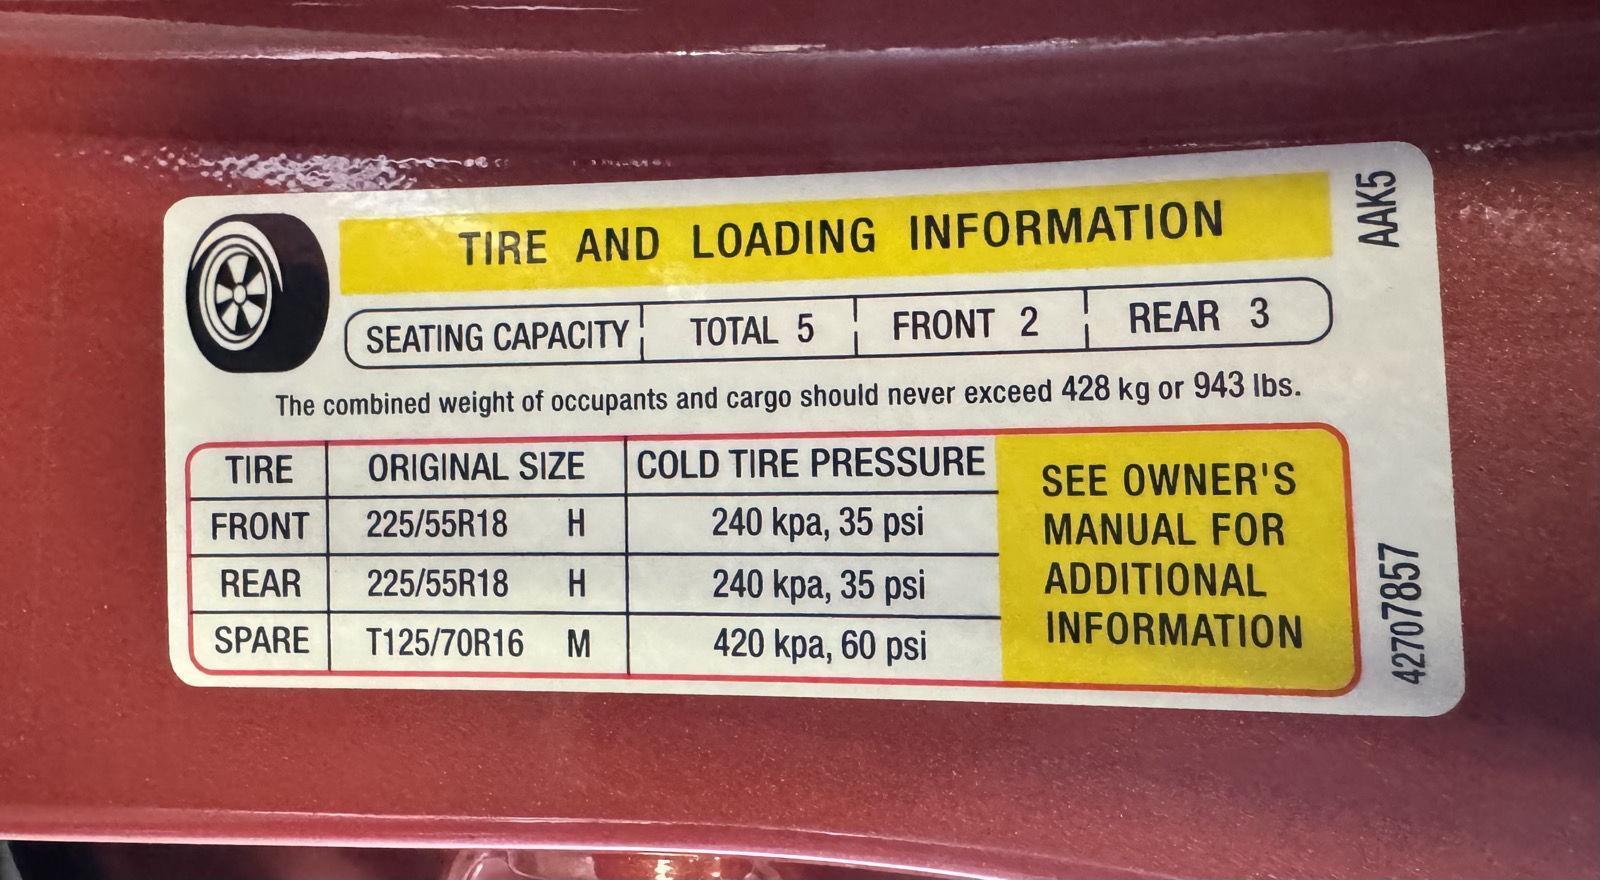 TIRE AND LOADING INFORMATION
SEATING CAPACITY TOTAL 5 FRONT 2 REAR 3
The combined weight of occupants and cargo should never exceed 428 kg or 943 lbs.
TIRE ORIGINAL SIZE COLD TIRE PRESSURE
FRONT 225/55R18 H 240 kpa, 35 psi
REAR 225/55R18 H 240 kpa, 35 psi
SPARE T125/70R16 M 420 kpa, 60 psi
SEE OWNER'S
MANUAL FOR
ADDITIONAL
INFORMATION
AAK5
42707857